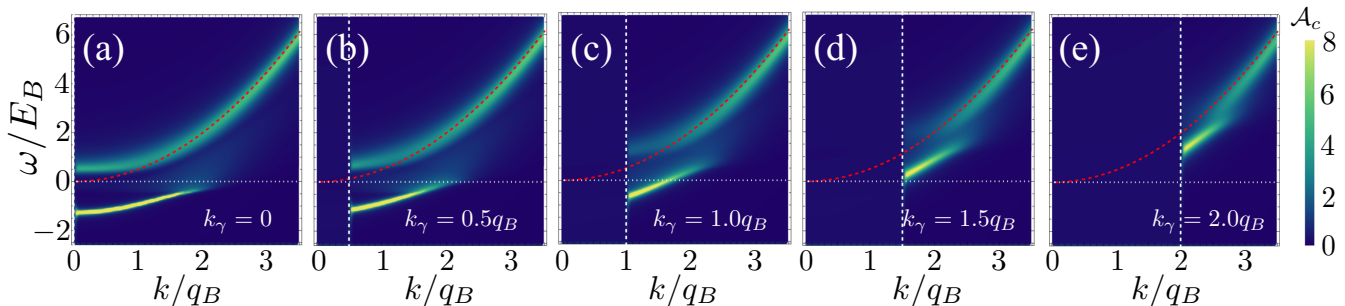 (a) (b) (c) (d) (e) 𝒜_c
ω/E_B
6
4
2
0
−2
8
6
4
2
0
k_γ = 0 k_γ = 0.5q_B k_γ = 1.0q_B k_γ = 1.5q_B k_γ = 2.0q_B
0 1 2 3 0 1 2 3 0 1 2 3 0 1 2 3 0 1 2 3
k/q_B k/q_B k/q_B k/q_B k/q_B